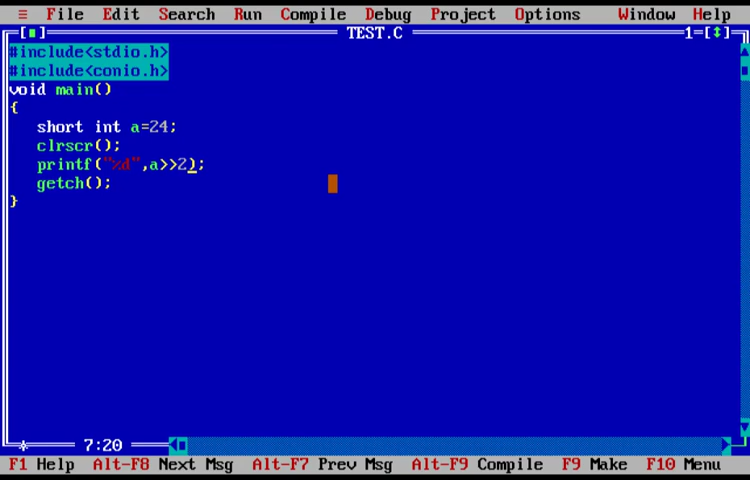 ≡ File Edit Search Run Compile Debug Project Options Window Help
[■] TEST.C 1=[↕]
#include<stdio.h>
#include<conio.h>
void main()
{
short int a=24;
clrscr();
printf("%d",a>>2);
getch();
}
7:20
F1 Help Alt-F8 Next Msg Alt-F7 Prev Msg Alt-F9 Compile F9 Make F10 Menu